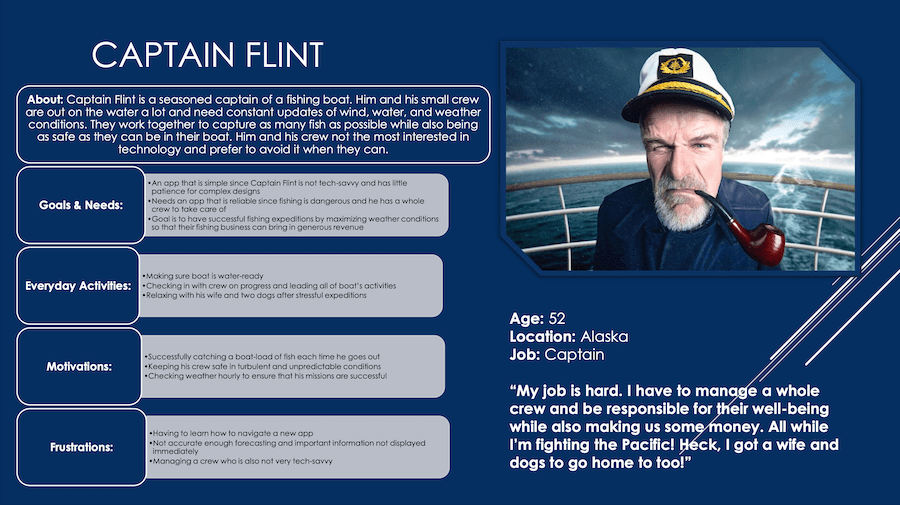 CAPTAIN FLINT
About: Captain Flint is a seasoned captain of a fishing boat. Him and his small crew
are out on the water a lot and need constant updates of wind, water, and weather
conditions. They work together to capture as many fish as possible while also being
as safe as they can be in their boat. Him and his crew not the most interested in
technology and prefer to avoid it when they can.
Goals & Needs:
•An app that is simple since Captain Flint is not tech-savvy and has little
patience for complex designs
•Needs an app that is reliable since fishing is dangerous and he has a whole
crew to take care of
•Goal is to have successful fishing expeditions by maximizing weather conditions
so that their fishing business can bring in generous revenue
Everyday Activities:
•Making sure boat is water-ready
•Checking in with crew on progress and leading all of boat's activities
•Relaxing with his wife and two dogs after stressful expeditions
Motivations:
•Successfully catching a boat-load of fish each time he goes out
•Keeping his crew safe in turbulent and unpredictable conditions
•Checking weather hourly to ensure that his missions are successful
Frustrations:
•Having to learn how to navigate a new app
•Not accurate enough forecasting and important information not displayed
immediately
•Managing a crew who is also not very tech-savvy
Age: 52
Location: Alaska
Job: Captain
“My job is hard. I have to manage a whole
crew and be responsible for their well-being
while also making us some money. All while
I'm fighting the Pacific! Heck, I got a wife and
dogs to go home to too!”